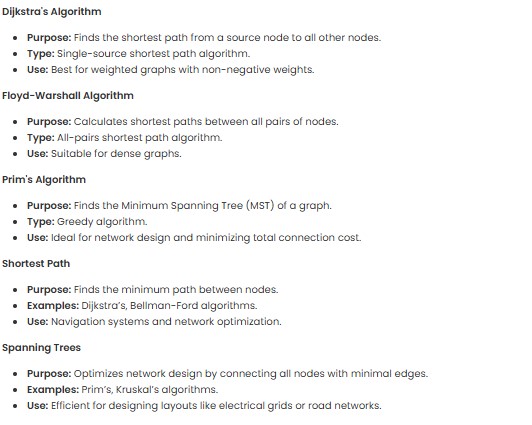 Dijkstra's Algorithm
• Purpose: Finds the shortest path from a source node to all other nodes.
• Type: Single-source shortest path algorithm.
• Use: Best for weighted graphs with non-negative weights.
Floyd-Warshall Algorithm
• Purpose: Calculates shortest paths between all pairs of nodes.
• Type: All-pairs shortest path algorithm.
• Use: Suitable for dense graphs.
Prim's Algorithm
• Purpose: Finds the Minimum Spanning Tree (MST) of a graph.
• Type: Greedy algorithm.
• Use: Ideal for network design and minimizing total connection cost.
Shortest Path
• Purpose: Finds the minimum path between nodes.
• Examples: Dijkstra’s, Bellman-Ford algorithms.
• Use: Navigation systems and network optimization.
Spanning Trees
• Purpose: Optimizes network design by connecting all nodes with minimal edges.
• Examples: Prim’s, Kruskal’s algorithms.
• Use: Efficient for designing layouts like electrical grids or road networks.